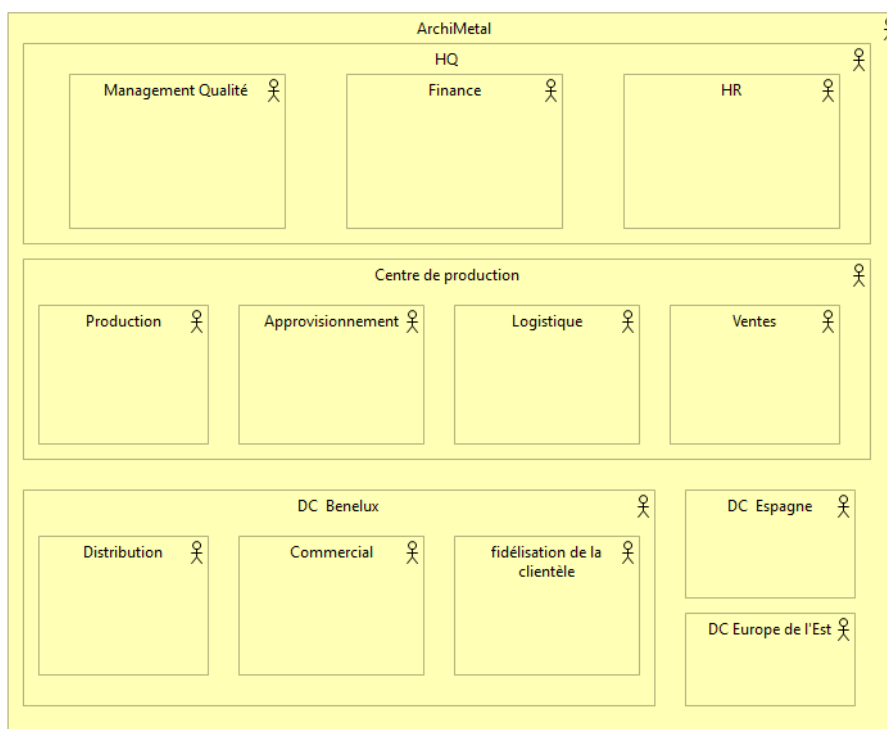 ArchiMetal
HQ
Management Qualité
Finance
HR
Centre de production
Production
Approvisionnement
Logistique
Ventes
DC  Benelux
Distribution
Commercial
fidélisation de la
clientèle
DC  Espagne
DC Europe de l'Est